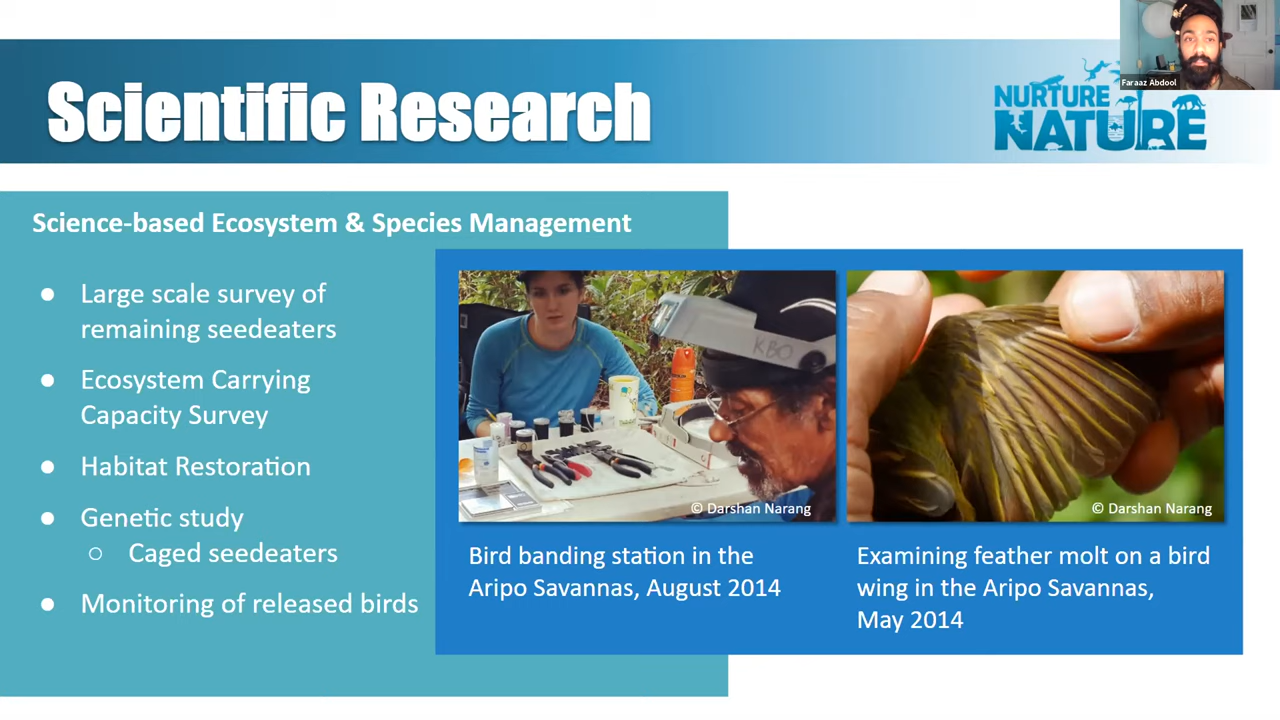 Faraaz Abdool
Scientific Research
NURTURE
NATURE
Science-based Ecosystem & Species Management
● Large scale survey of
remaining seedeaters
● Ecosystem Carrying
Capacity Survey
● Habitat Restoration
● Genetic study
○ Caged seedeaters
● Monitoring of released birds
KBO
© Darshan Narang
© Darshan Narang
Bird banding station in the
Aripo Savannas, August 2014
Examining feather molt on a bird
wing in the Aripo Savannas,
May 2014